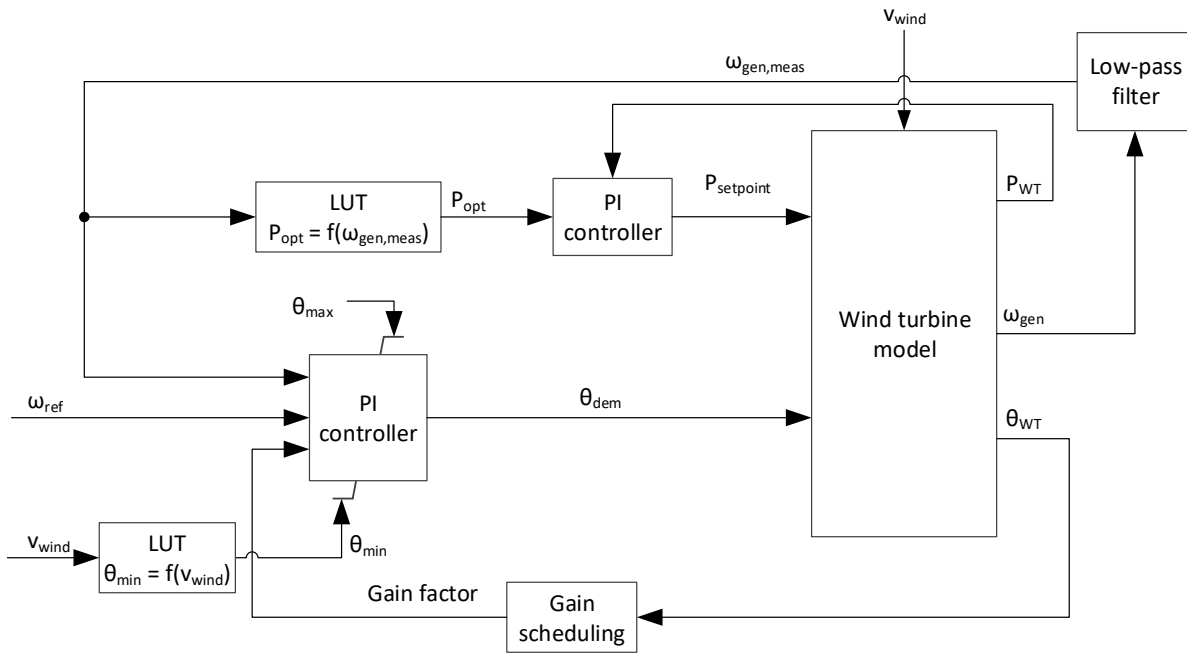 v_wind
ω_gen,meas
Low-pass
filter
P_WT
LUT
P_opt = f(ω_gen,meas)
P_opt
PI
controller
P_setpoint
θ_max
Wind turbine
model
ω_gen
ω_ref
PI
controller
θ_dem
θ_WT
v_wind
LUT
θ_min = f(v_wind)
θ_min
Gain factor
Gain
scheduling